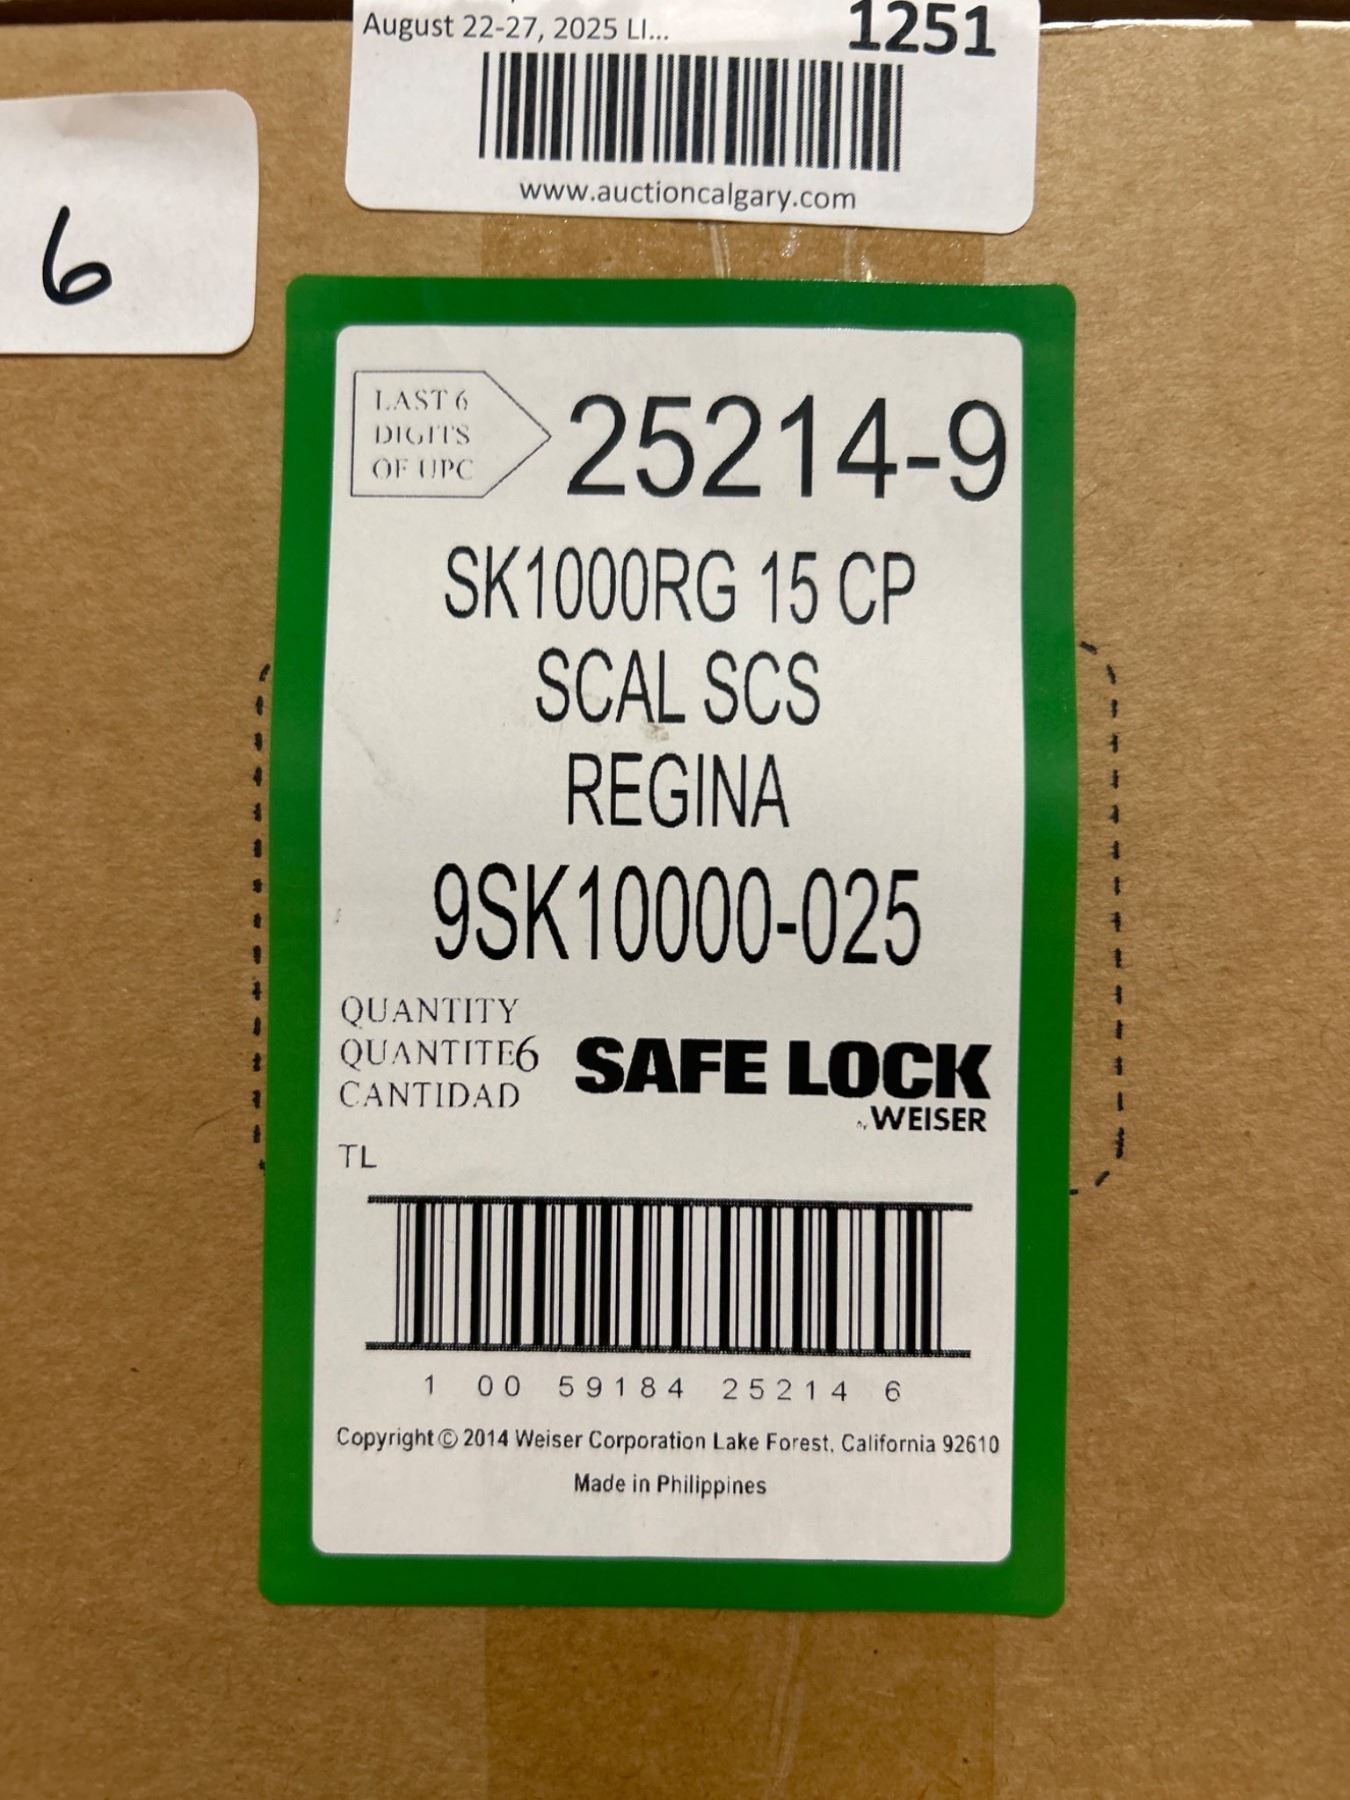 August 22-27, 2025 LI...
1251
www.auctioncalgary.com
6
LAST 6
DIGITS
OF UPC
25214-9
SK1000RG 15 CP
SCAL SCS
REGINA
9SK10000-025
QUANTITY
QUANTITE6
CANTIDAD
SAFE LOCK
By WEISER
TL
1 00 59184 25214 6
Copyright © 2014 Weiser Corporation Lake Forest, California 92610
Made in Philippines